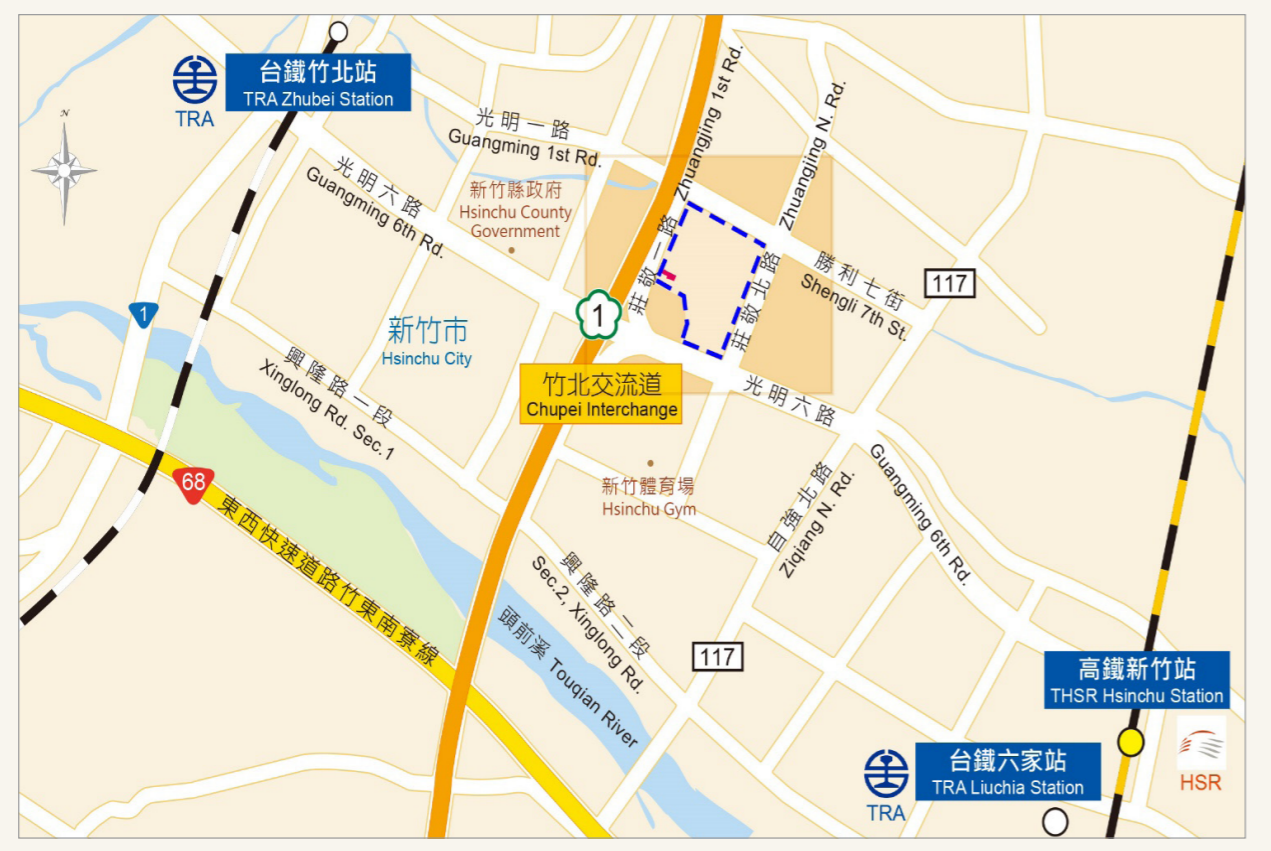 N
台鐵竹北站
TRA Zhubei Station
TRA
光明一路
Guangming 1st Rd.
Zhuangjing 1st Rd.
Zhuangjing N. Rd.
光明六路
Guangming 6th Rd.
新竹縣政府
Hsinchu County
Government
莊敬一路
莊敬北路
勝利七街
Shengli 7th St.
117
1
1
新竹市
Hsinchu City
興隆路一段
Xinglong Rd. Sec.1
竹北交流道
Chupei Interchange
光明六路
Guangming 6th Rd.
68
東西快速道路竹東南寮線
新竹體育場
Hsinchu Gym
自強北路
Ziqiang N. Rd.
興隆路二段
Sec.2, Xinglong Rd.
頭前溪 Touqian River
117
高鐵新竹站
THSR Hsinchu Station
HSR
台鐵六家站
TRA Liuchia Station
TRA